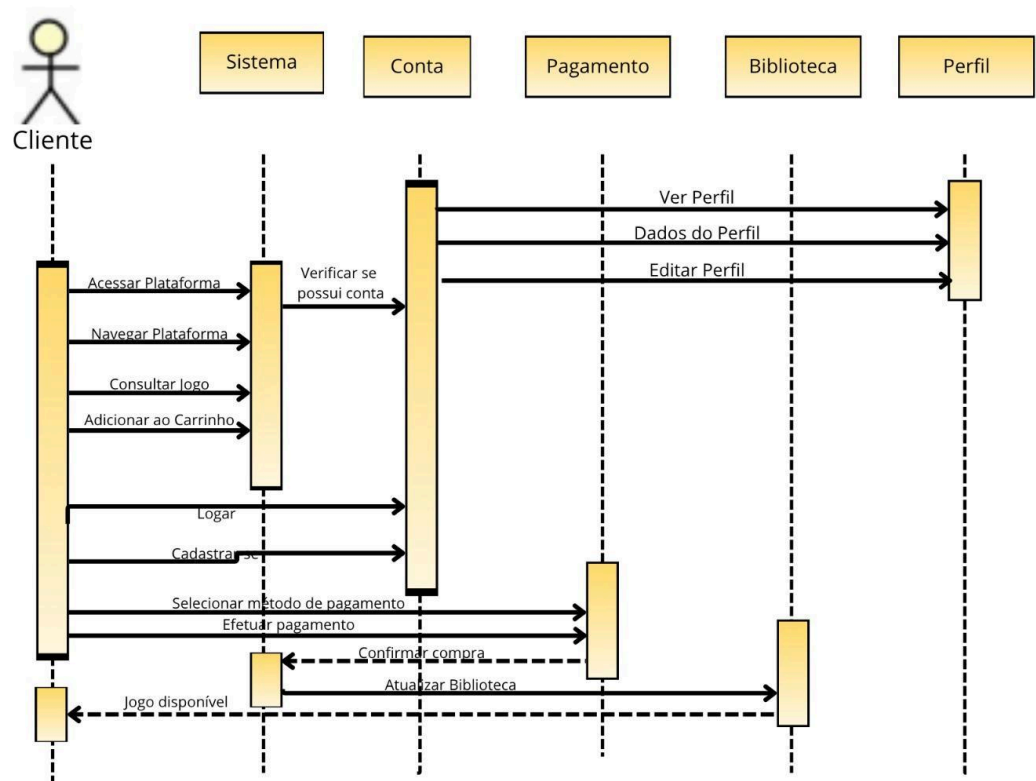 Cliente
Sistema
Conta
Pagamento
Biblioteca
Perfil
Ver Perfil
Dados do Perfil
Editar Perfil
Acessar Plataforma
Verificar se
possui conta
Navegar Plataforma
Consultar Jogo
Adicionar ao Carrinho
Logar
Cadastrar-se
Selecionar método de pagamento
Efetuar pagamento
Confirmar compra
Atualizar Biblioteca
Jogo disponível